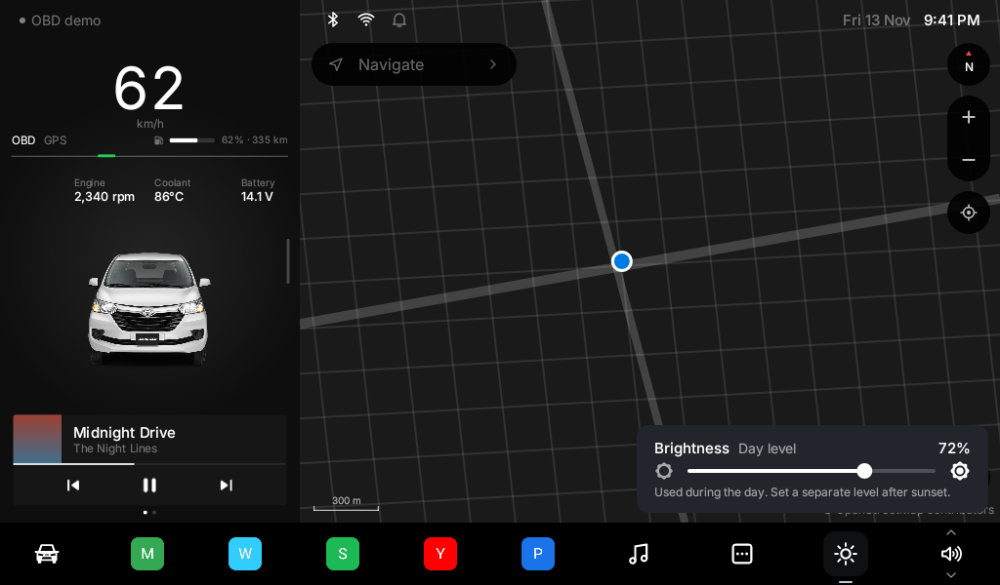 OBD demo
Fri 13 Nov 9:41 PM
Navigate
N
62
km/h
OBD GPS
62% · 335 km
Engine Coolant Battery
2,340 rpm 86°C 14.1 V
Midnight Drive
The Night Lines
300 m
Brightness Day level 72%
Used during the day. Set a separate level after sunset.
© OpenStreetMap contributors
M W S Y P